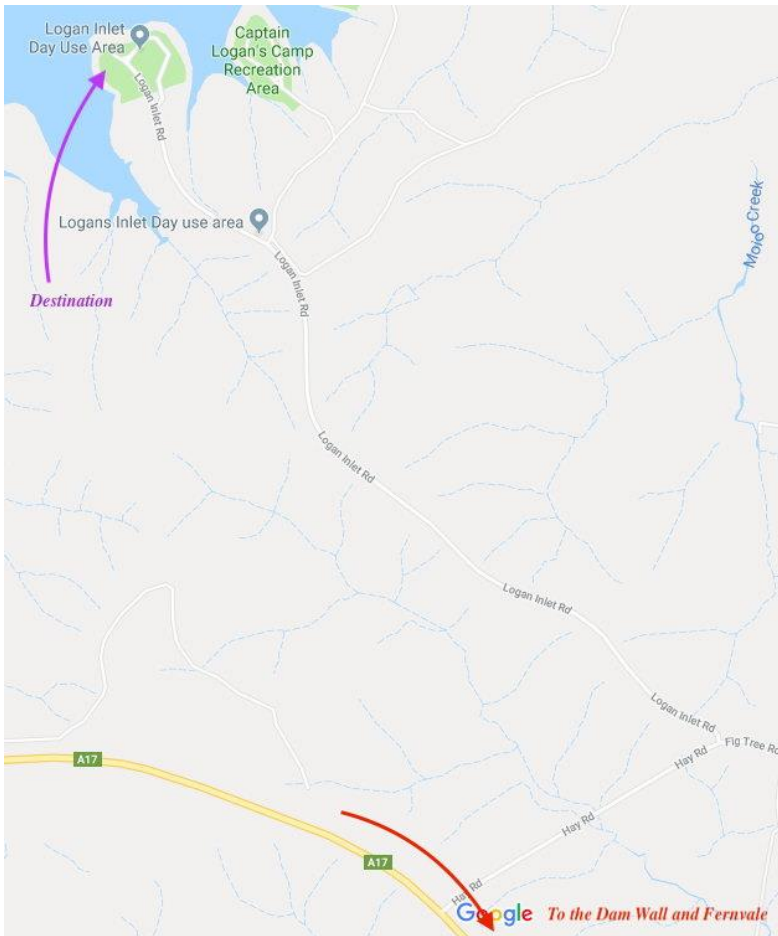 Logan Inlet
Day Use Area
Captain
Logan's Camp
Recreation
Area
Logan Inlet Rd
Logans Inlet Day use area
Logan Inlet Rd
Destination
Logan Inlet Rd
Logan Inlet Rd
Logan Inlet Rd
Fig Tree Rd
Hay Rd
A17
Hay Rd
A17
Hay Rd
Google
To the Dam Wall and Fernvale